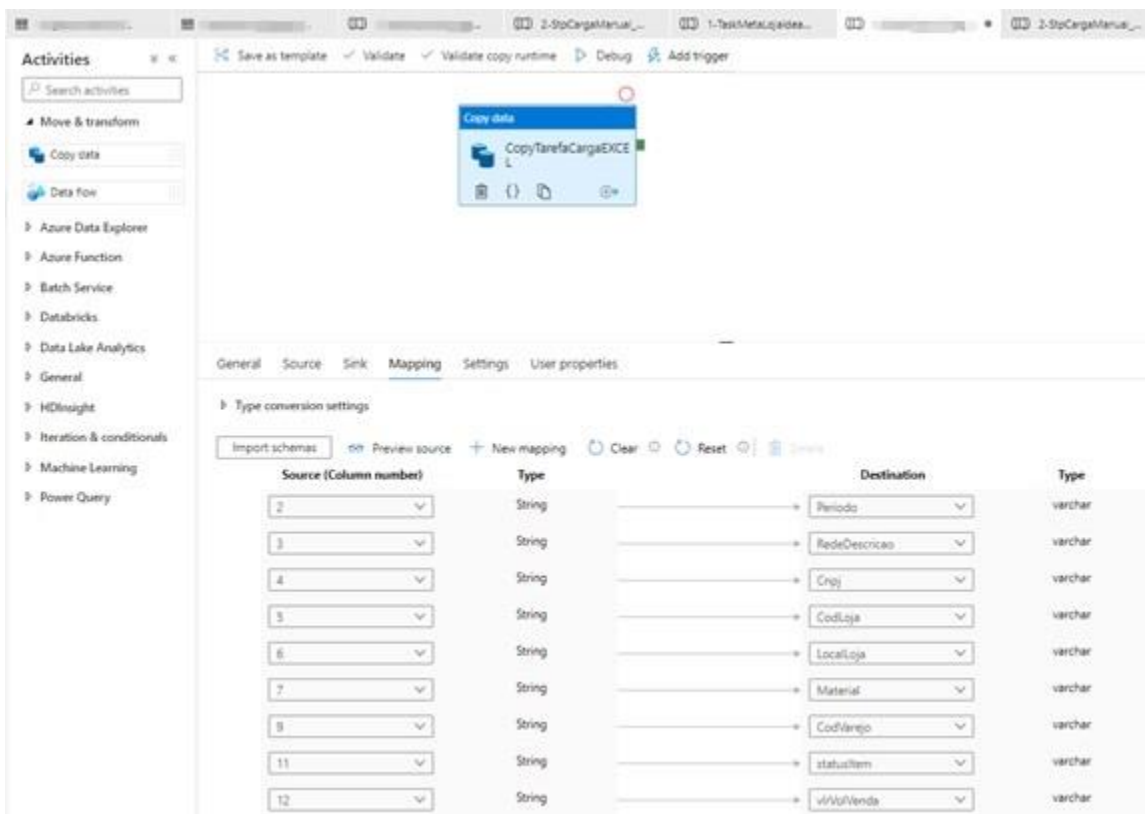 2-StpCargaManual_...
1-TaskMetaLojaIdea...
2-StpCargaManual_...
Activities
Save as template
Validate
Validate copy runtime
Debug
Add trigger
Search activities
Move & transform
Copy data
Data flow
Azure Data Explorer
Azure Function
Batch Service
Databricks
Data Lake Analytics
General
HDInsight
Iteration & conditionals
Machine Learning
Power Query
Copy data
CopyTarefaCargaEXCE
L
General Source Sink Mapping Settings User properties
Type conversion settings
Import schemas Preview source New mapping Clear Reset
Source (Column number) Type Destination Type
2 String Periodo varchar
3 String RedeDescricao varchar
4 String Cnpj varchar
5 String CodLoja varchar
6 String LocalLoja varchar
7 String Material varchar
9 String CodVarejo varchar
11 String statusItem varchar
12 String vlrVolVenda varchar